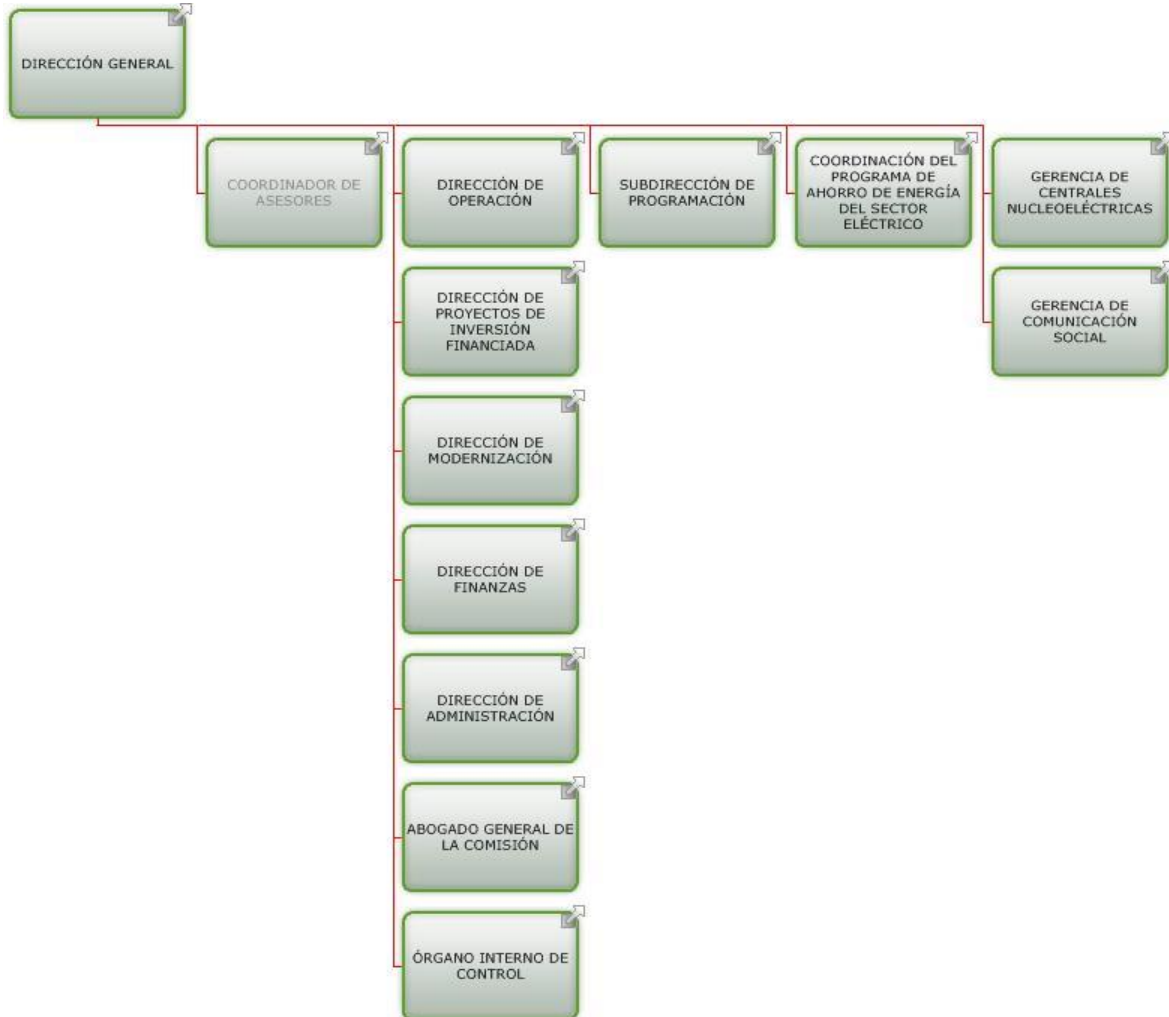 DIRECCIÓN GENERAL
COORDINADOR DE
ASESORES
DIRECCIÓN DE
OPERACIÓN
SUBDIRECCIÓN DE
PROGRAMACIÓN
COORDINACIÓN DEL
PROGRAMA DE
AHORRO DE ENERGÍA
DEL SECTOR
ELÉCTRICO
GERENCIA DE
CENTRALES
NUCLEOELÉCTRICAS
DIRECCIÓN DE
PROYECTOS DE
INVERSIÓN
FINANCIADA
GERENCIA DE
COMUNICACIÓN
SOCIAL
DIRECCIÓN DE
MODERNIZACIÓN
DIRECCIÓN DE
FINANZAS
DIRECCIÓN DE
ADMINISTRACIÓN
ABOGADO GENERAL DE
LA COMISIÓN
ÓRGANO INTERNO DE
CONTROL